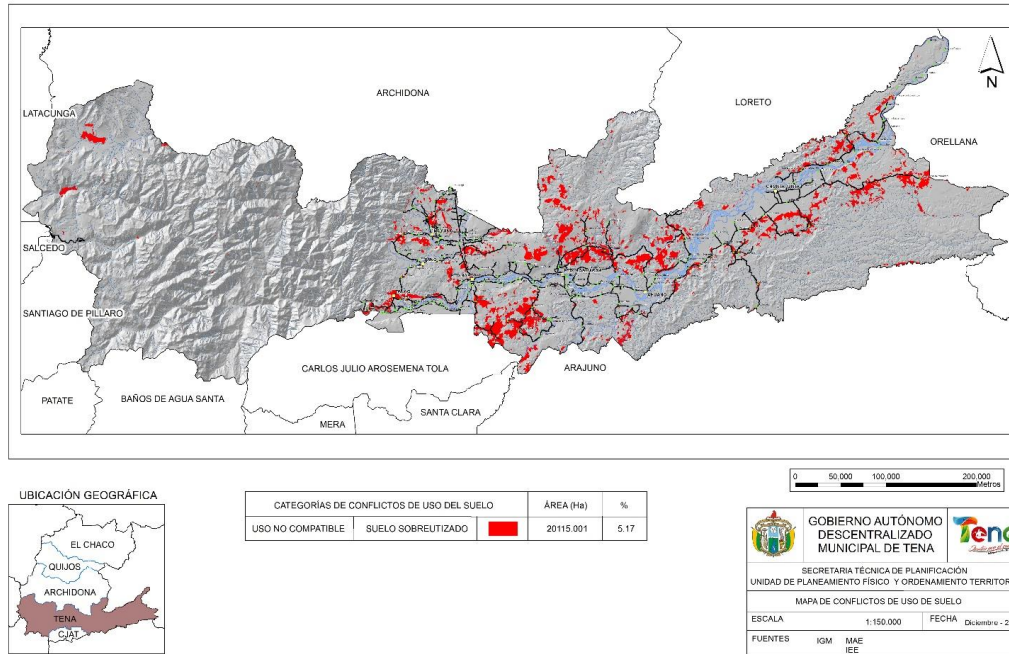 ARCHIDONA
LORETO
N
LATACUNGA
ORELLANA
SALCEDO
SANTIAGO DE PILLARO
CARLOS JULIO AROSEMENA TOLA
ARAJUNO
PATATE
BAÑOS DE AGUA SANTA
SANTA CLARA
MERA
0 50.000 100.000 200.000
Metros
UBICACIÓN GEOGRÁFICA
EL CHACO
QUIJOS
ARCHIDONA
TENA
CJAT
CATEGORÍAS DE CONFLICTOS DE USO DEL SUELO ÁREA (Ha) %
USO NO COMPATIBLE SUELO SOBREUTIZADO 20115.001 5.17
GOBIERNO AUTÓNOMO
DESCENTRALIZADO
MUNICIPAL DE TENA
Tena
SECRETARIA TÉCNICA DE PLANIFICACIÓN
UNIDAD DE PLANEAMIENTO FÍSICO Y ORDENAMIENTO TERRITOR
MAPA DE CONFLICTOS DE USO DE SUELO
ESCALA 1:150.000 FECHA Diciembre - 2
FUENTES IGM MAE
IEE